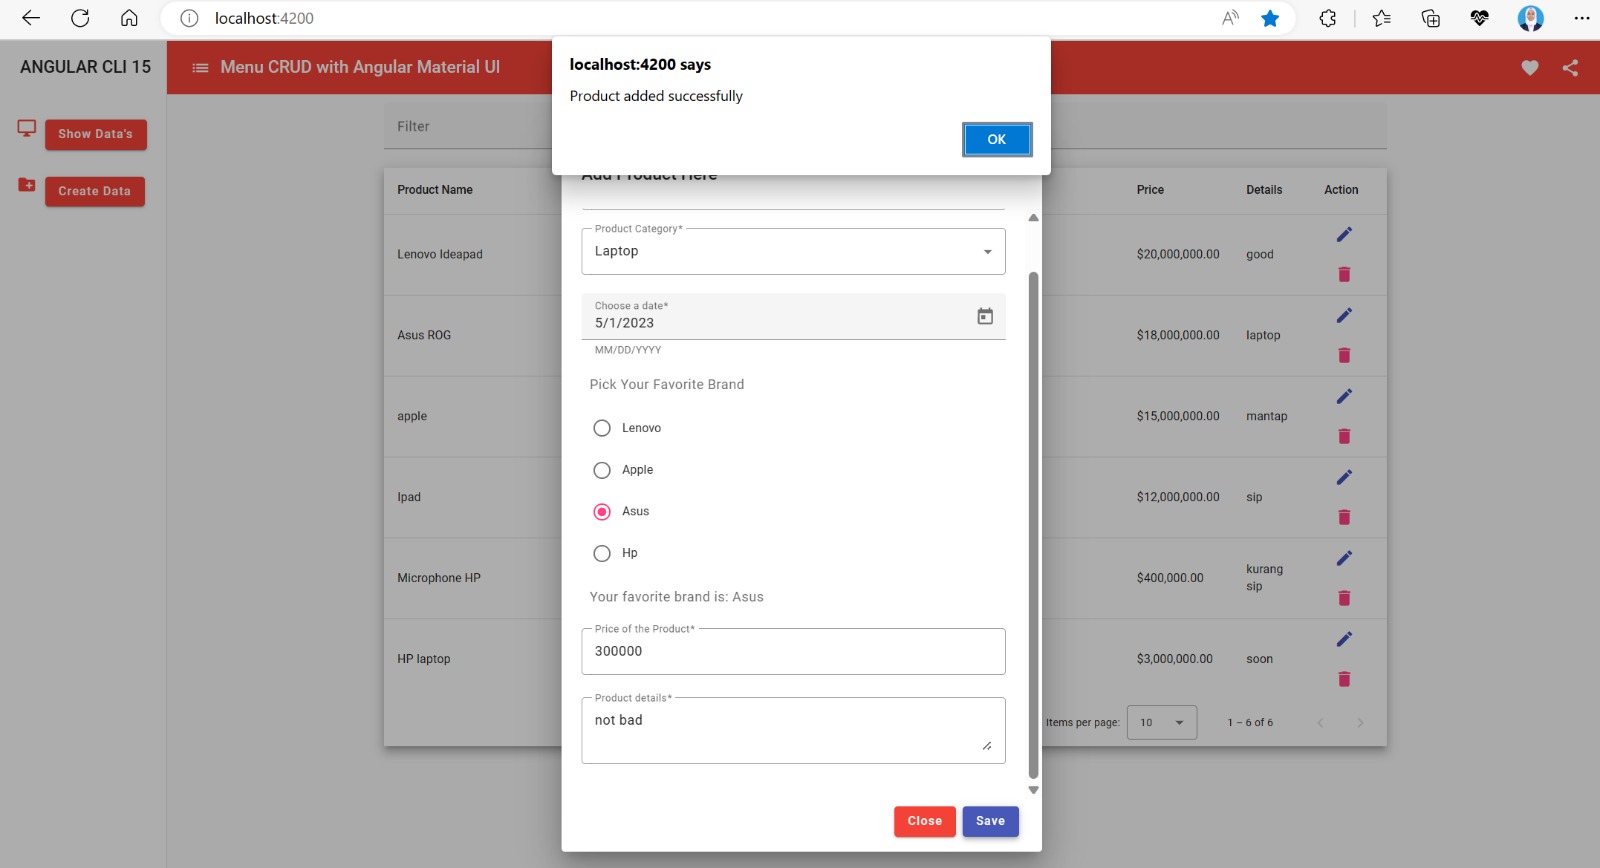 localhost:4200
ANGULAR CLI 15
Menu CRUD with Angular Material UI
localhost:4200 says
Product added successfully
OK
Show Data's
Create Data
Filter
Product Name Price Details Action
Lenovo Ideapad $20,000,000.00 good
Asus ROG $18,000,000.00 laptop
apple $15,000,000.00 mantap
Ipad $12,000,000.00 sip
Microphone HP $400,000.00 kurang
sip
HP laptop $3,000,000.00 soon
Items per page: 10 1 – 6 of 6
Add Product Here
Product Category*
Laptop
Choose a date*
5/1/2023
MM/DD/YYYY
Pick Your Favorite Brand
Lenovo
Apple
Asus
Hp
Your favorite brand is: Asus
Price of the Product*
300000
Product details*
not bad
Close Save